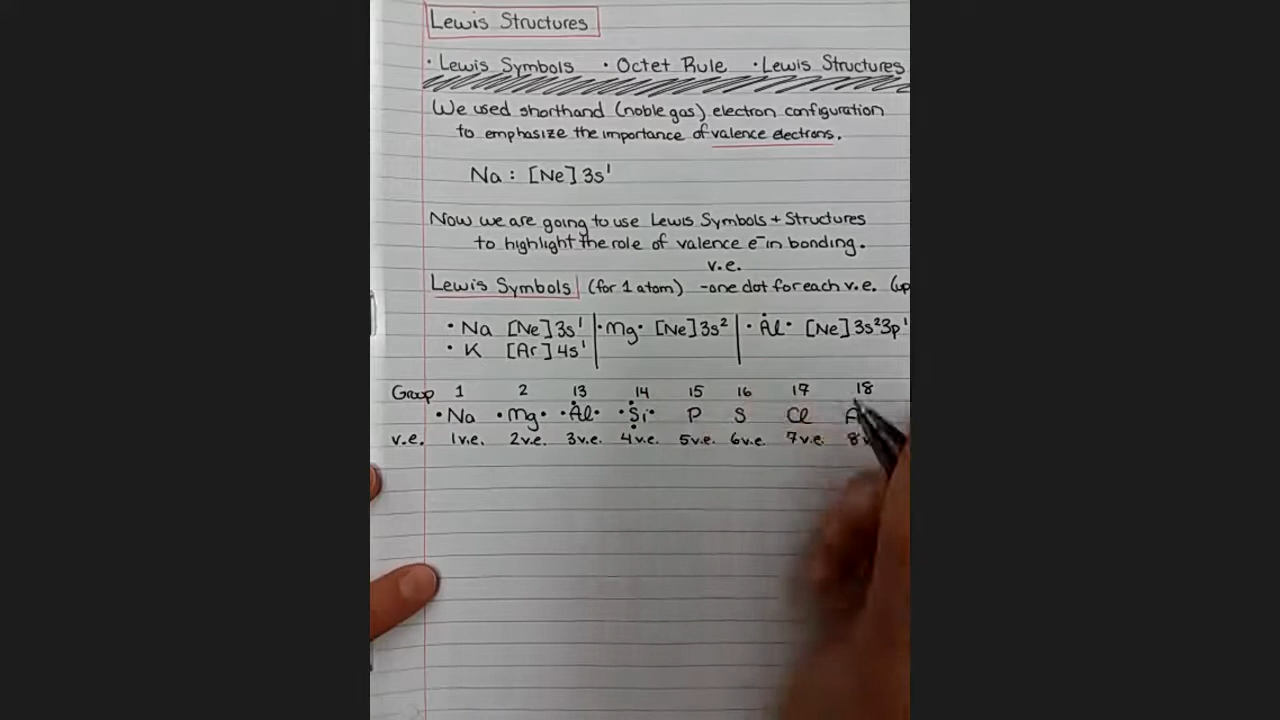 Lewis Structures
· Lewis Symbols · Octet Rule · Lewis Structures
We used shorthand (noble gas) electron configuration
to emphasize the importance of valence electrons.
Na: [Ne] 3s¹
Now we are going to use Lewis Symbols + Structures
to highlight the role of valence e⁻ in bonding.
v.e.
Lewis Symbols (for 1 atom) -one dot for each v.e. (up
· Na [Ne] 3s¹ | ·Mg· [Ne] 3s² | · Al · [Ne] 3s²3p¹
· K [Ar] 4s¹
Group 1 2 13 14 15 16 17 18
·Na ·Mg· ·Al· ·Si· P S Cl
v.e. 1v.e. 2v.e. 3v.e. 4v.e. 5v.e. 6v.e. 7v.e. 8v